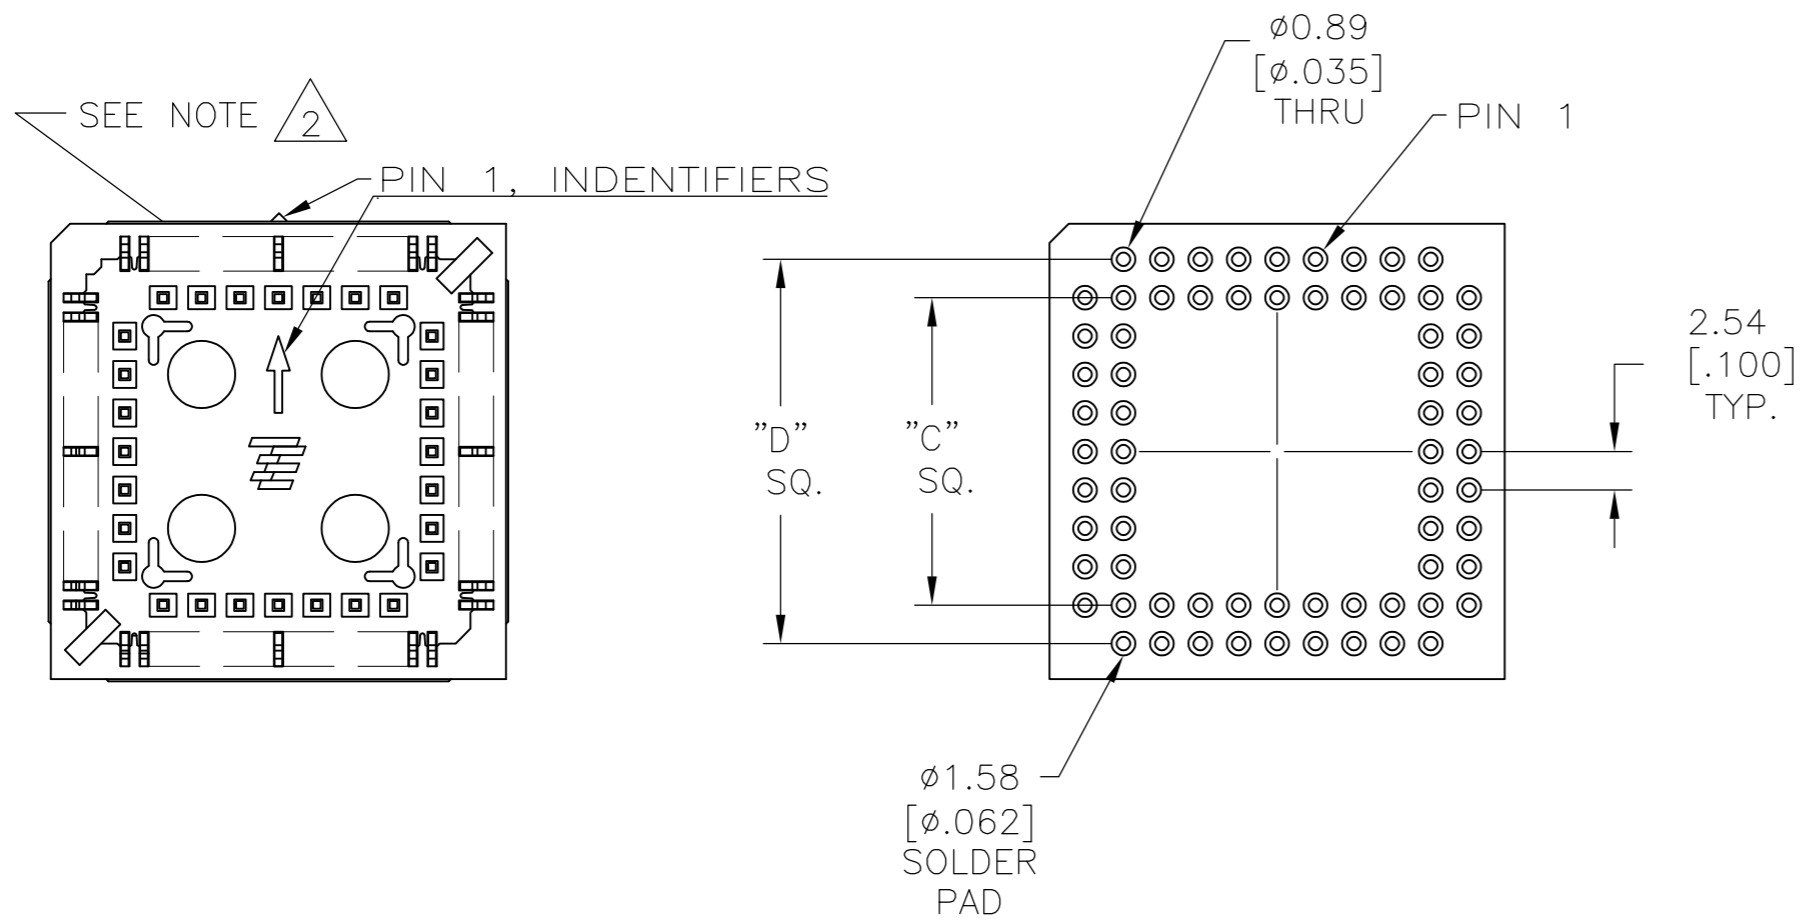 SEE NOTE 2
PIN 1, INDENTIFIERS
ø0.89
[ø.035]
THRU
PIN 1
2.54
[.100]
TYP.
"D"
SQ.
"C"
SQ.
ø1.58
[ø.062]
SOLDER
PAD